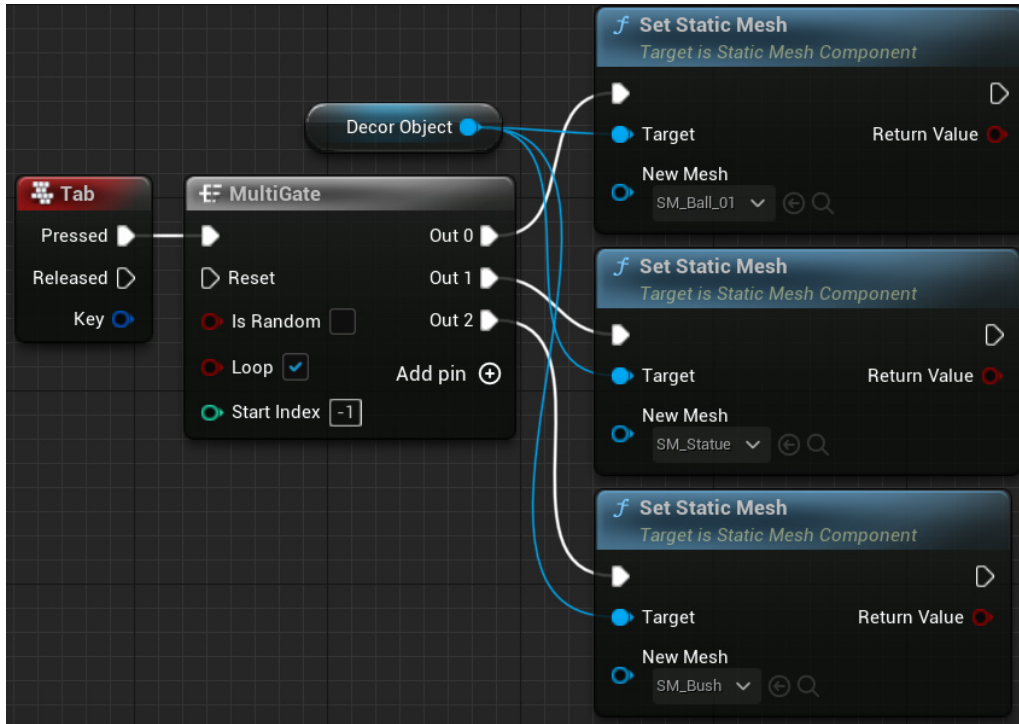 Tab
Pressed
Released
Key
MultiGate
Reset
Is Random
Loop
Start Index -1
Out 0
Out 1
Out 2
Add pin
Decor Object
f Set Static Mesh
Target is Static Mesh Component
Target
Return Value
New Mesh
SM_Ball_01
f Set Static Mesh
Target is Static Mesh Component
Target
Return Value
New Mesh
SM_Statue
f Set Static Mesh
Target is Static Mesh Component
Target
Return Value
New Mesh
SM_Bush